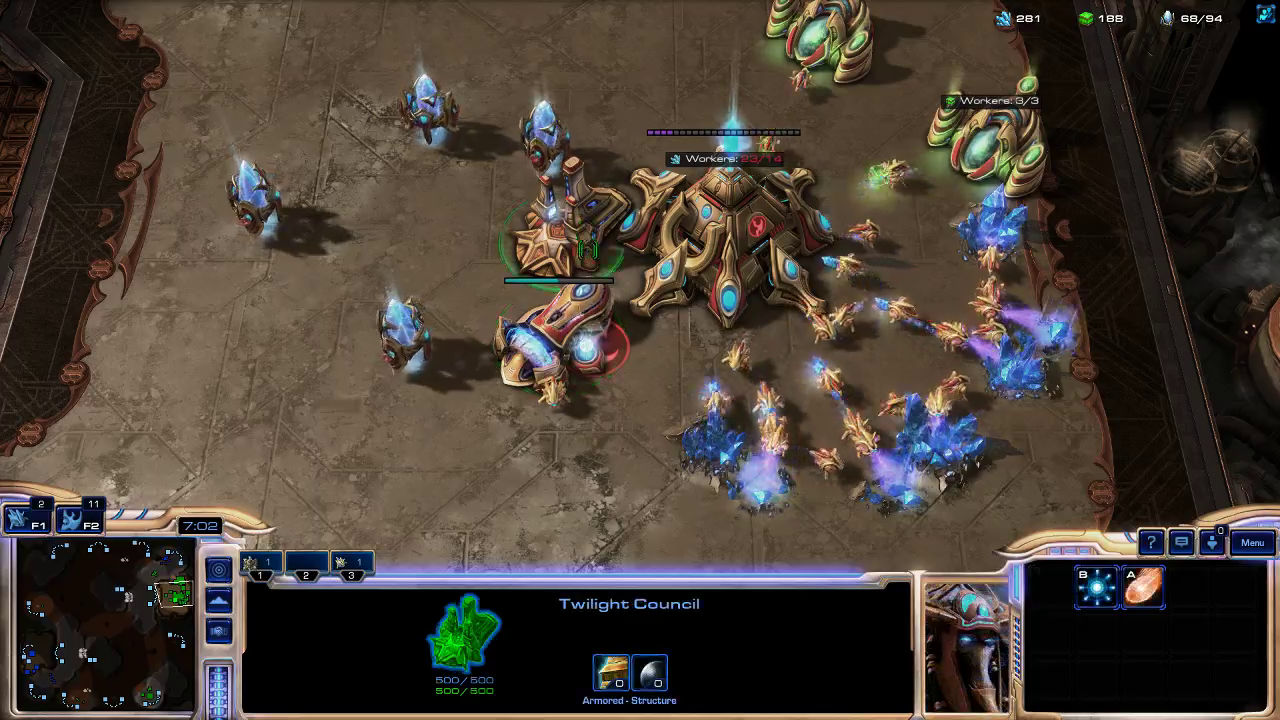 281 188 68/94
Workers: 3/3
Workers: 23/14
2 11
F1 F2
7:02
0
? Menu
1 1
1 2 3
B A
Twilight Council
500/500
500/500
0 0
Armored - Structure